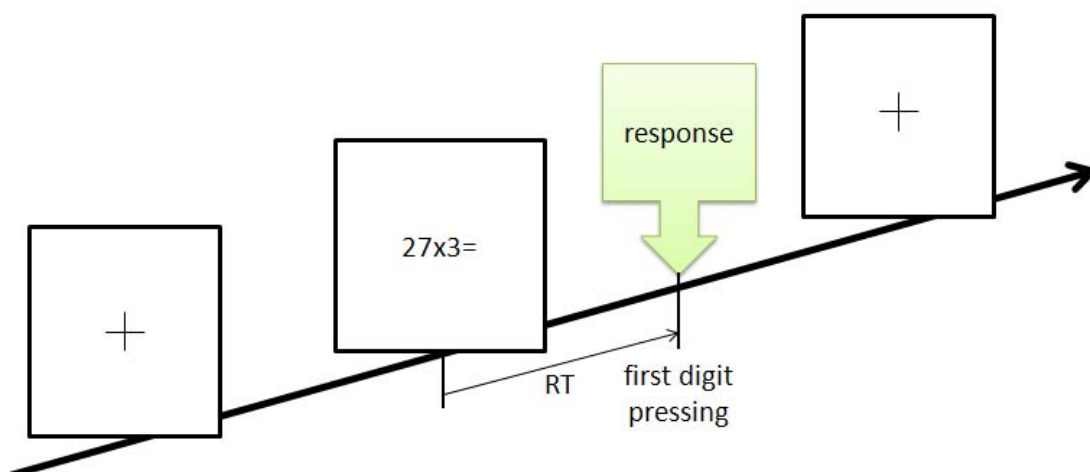 27x3=
response
RT
first digit
pressing